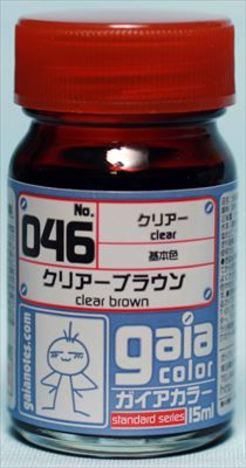 No.
046
クリアー
clear
基本色
クリアーブラウン
clear brown
gaianotes.com
gaia
color
ガイアカラー
standard series
15ml